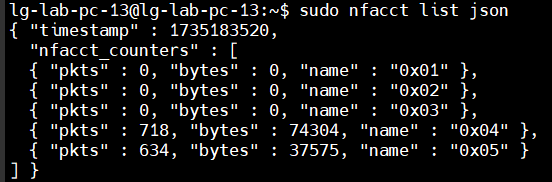 lg-lab-pc-13@lg-lab-pc-13:~$ sudo nfacct list json
{ "timestamp" : 1735183520,
  "nfacct_counters" : [
  { "pkts" : 0, "bytes" : 0, "name" : "0x01" },
  { "pkts" : 0, "bytes" : 0, "name" : "0x02" },
  { "pkts" : 0, "bytes" : 0, "name" : "0x03" },
  { "pkts" : 718, "bytes" : 74304, "name" : "0x04" },
  { "pkts" : 634, "bytes" : 37575, "name" : "0x05" }
] }